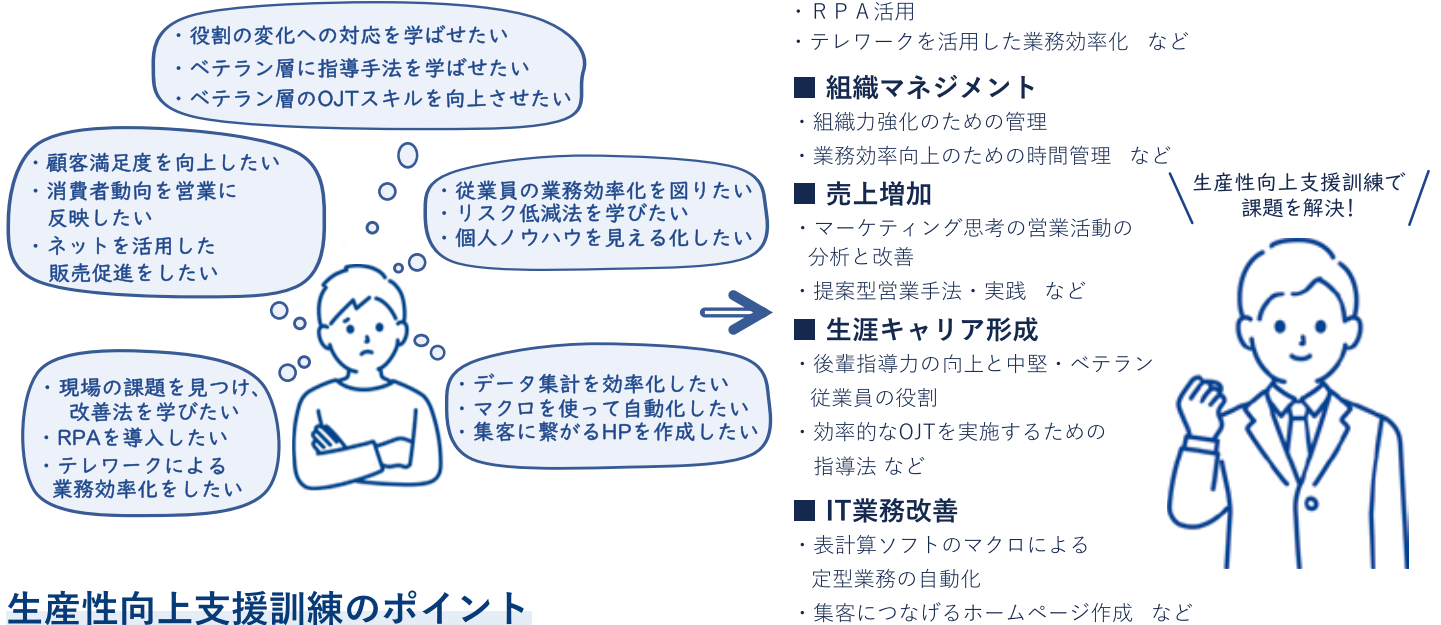 ・役割の変化への対応を学ばせたい
・ベテラン層に指導手法を学ばせたい
・ベテラン層のOJTスキルを向上させたい
・顧客満足度を向上したい
・消費者動向を営業に
反映したい
・ネットを活用した
販売促進をしたい
・従業員の業務効率化を図りたい
・リスク低減法を学びたい
・個人ノウハウを見える化したい
・現場の課題を見つけ、
改善法を学びたい
・RPAを導入したい
・テレワークによる
業務効率化をしたい
・データ集計を効率化したい
・マクロを使って自動化したい
・集客に繋がるHPを作成したい
・ＲＰＡ活用
・テレワークを活用した業務効率化　など
■ 組織マネジメント
・組織力強化のための管理
・業務効率向上のための時間管理　など
■ 売上増加
・マーケティング思考の営業活動の
分析と改善
・提案型営業手法・実践　など
■ 生涯キャリア形成
・後輩指導力の向上と中堅・ベテラン
従業員の役割
・効率的なOJTを実施するための
指導法 など
■ IT業務改善
・表計算ソフトのマクロによる
定型業務の自動化
・集客につなげるホームページ作成　など
生産性向上支援訓練で
課題を解決！
生産性向上支援訓練のポイント